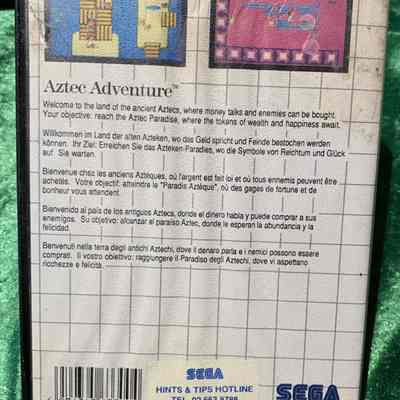 Aztec Adventure™
Welcome to the land of the ancient Aztecs, where money talks and enemies can be bought.
Your objective: reach the Aztec Paradise, where the tokens of wealth and happiness await.
Willkommen im Land der alten Azteken, wo das Geld spricht und Feinde bestochen werden
können. Ihr Ziel: Erreichen Sie das Azteken-Paradies, wo die Symbole von Reichtum und Glück
auf Sie warten.
Bienvenue chez les anciens Aztèques, où l'argent est foi et où tous ennemis peuvent être
achetés. Votre objectif: atteindre le "Paradis Aztèque", où des gages de fortune et de
bonheur vous attendent.
Bienvenido al país de los antiguos Aztecs, donde el dinero habla y puede comprar a sus
enemigos. Su objetivo: alcanzar el paraíso Aztec, donde le esperan la abundancia y la
felicidad.
Benvenuti nella terra degli antichi Aztechi, dove il denaro parla e i nemici possono essere
comprati. Il vostro obiettivo: raggiungere il Paradiso degli Aztechi, dove vi aspettano
ricchezze e felicità.
SEGA
HINTS & TIPS HOTLINE
SEGA